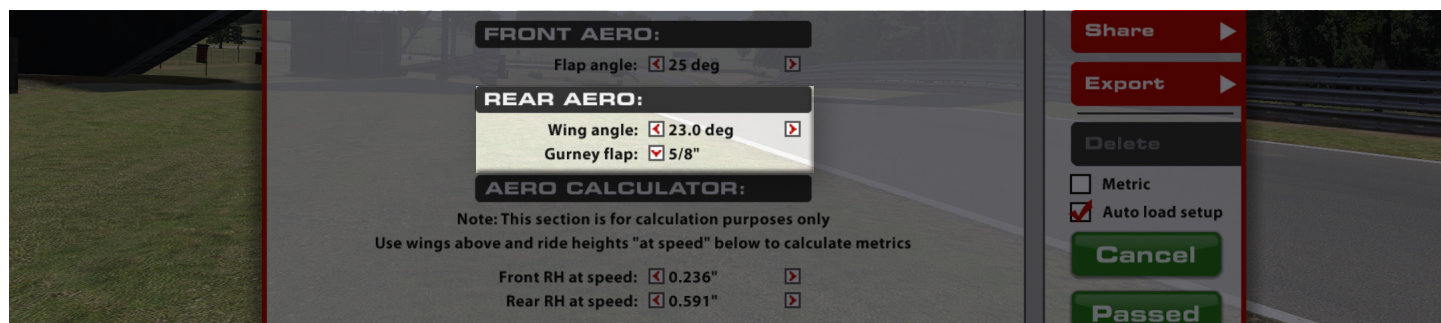 FRONT AERO:
Flap angle: 25 deg
REAR AERO:
Wing angle: 23.0 deg
Gurney flap: 5/8"
AERO CALCULATOR:
Note: This section is for calculation purposes only
Use wings above and ride heights "at speed" below to calculate metrics
Front RH at speed: 0.236"
Rear RH at speed: 0.591"
Share
Export
Delete
Metric
Auto load setup
Cancel
Passed